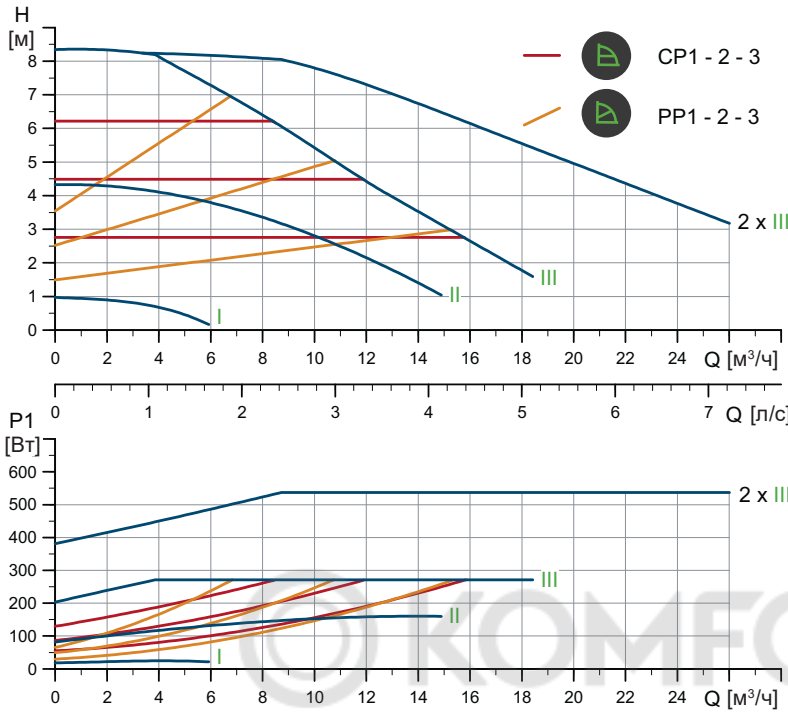 H
[м]
8
7
6
5
4
3
2
1
0
CP1 - 2 - 3
PP1 - 2 - 3
2 x III
III
II
I
0 2 4 6 8 10 12 14 16 18 20 22 24 Q [м³/ч]
0 1 2 3 4 5 6 7 Q [л/с]
P1
[Вт]
600
500
400
300
200
100
0
2 x III
III
II
I
KOMFO
0 2 4 6 8 10 12 14 16 18 20 22 24 Q [м³/ч]